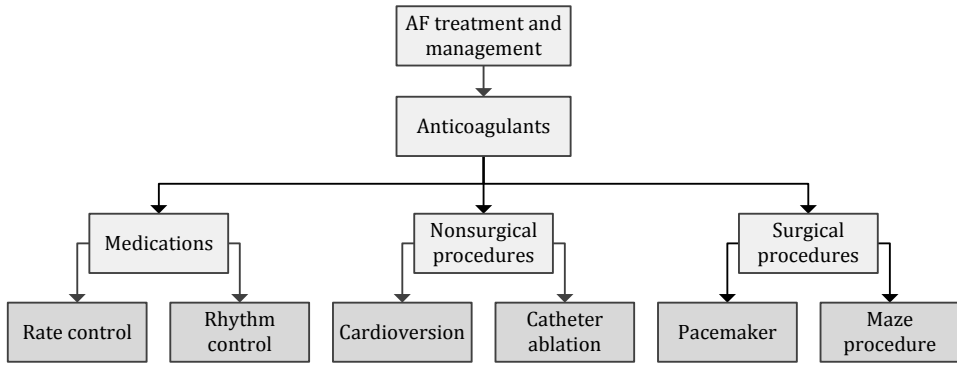 AF treatment and
management
Anticoagulants
Medications
Nonsurgical
procedures
Surgical
procedures
Rate control
Rhythm
control
Cardioversion
Catheter
ablation
Pacemaker
Maze
procedure